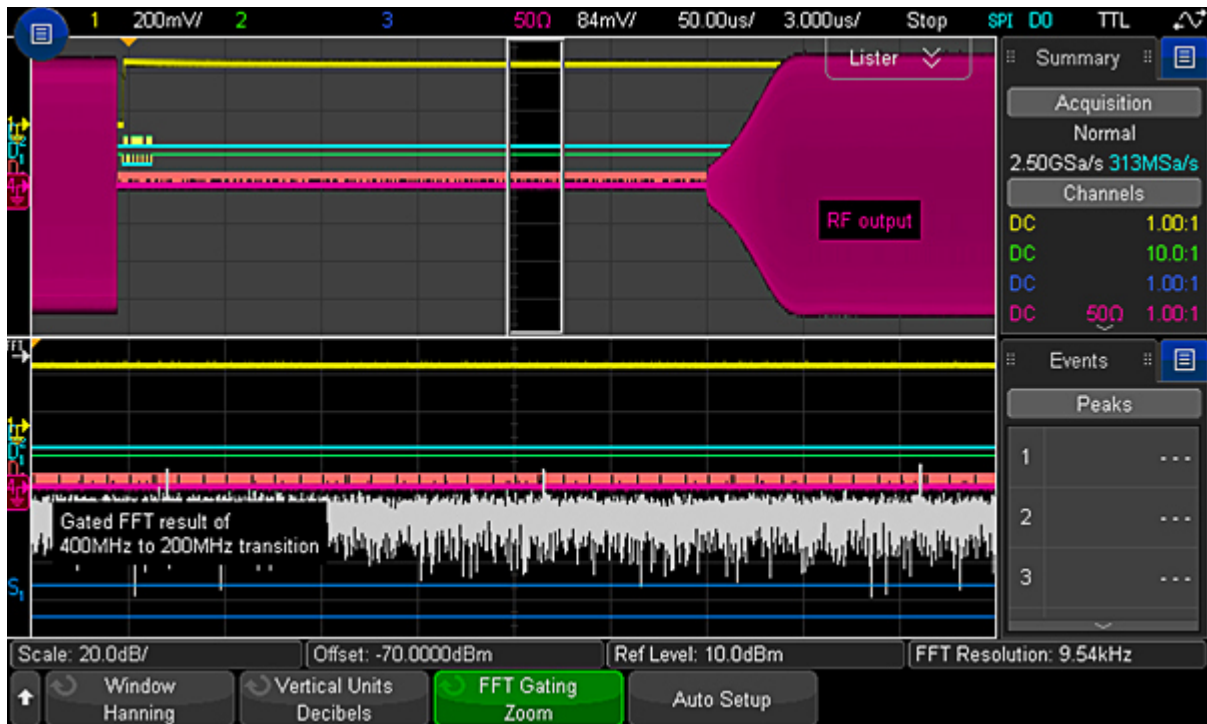 1 200mV/ 2 3 50Ω 84mV/ 50.00us/ 3.000us/ Stop SPI D0 TTL
Lister
Summary
Acquisition
Normal
2.50GSa/s 313MSa/s
Channels
DC 1.00:1
DC 10.0:1
DC 1.00:1
DC 50Ω 1.00:1
RF output
Events
Peaks
1 ---
2 ---
3 ---
Gated FFT result of
400MHz to 200MHz transition
S1
Scale: 20.0dB/ Offset: -70.0000dBm Ref Level: 10.0dBm FFT Resolution: 9.54kHz
Window
Hanning
Vertical Units
Decibels
FFT Gating
Zoom
Auto Setup